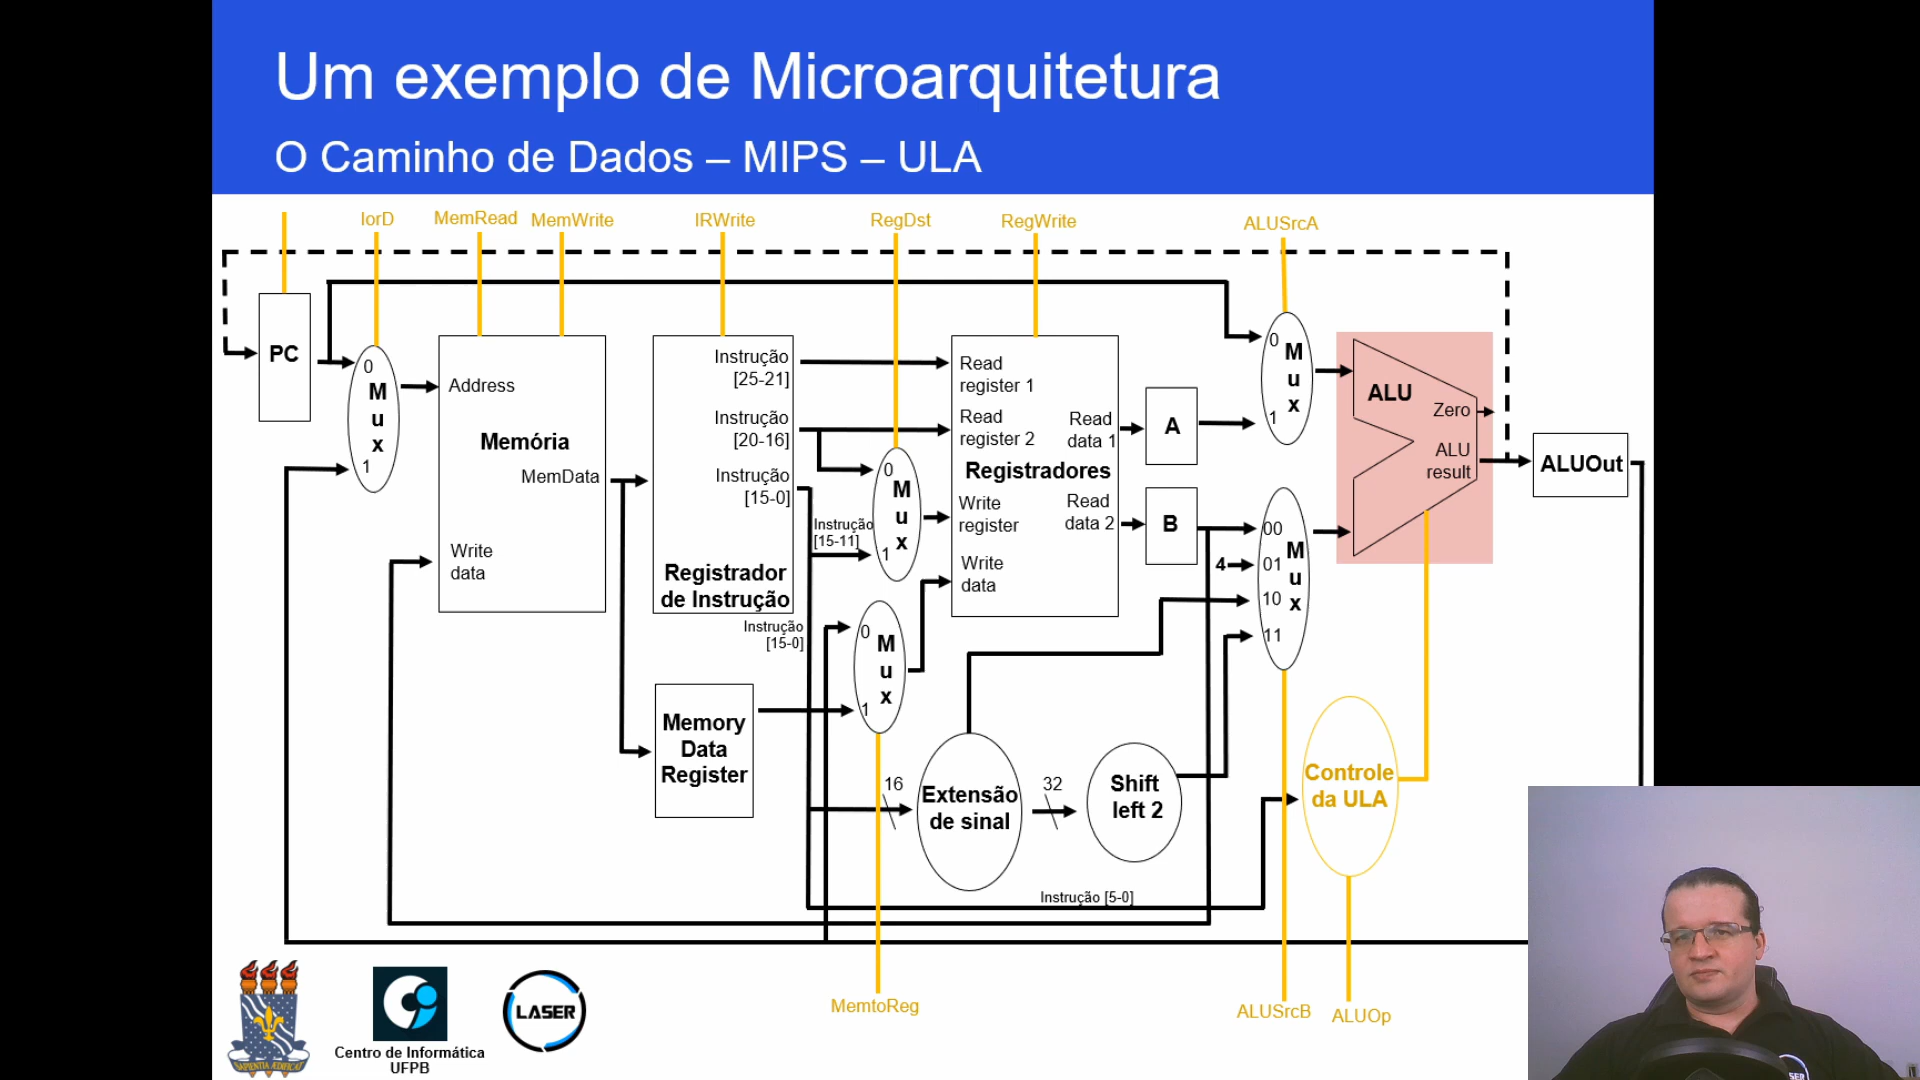 Um exemplo de Microarquitetura
O Caminho de Dados – MIPS – ULA
IorD
MemRead
MemWrite
IRWrite
RegDst
RegWrite
ALUSrcA
PC
0
M
u
x
1
Address
Memória
MemData
Write
data
Instrução
[25-21]
Instrução
[20-16]
Instrução
[15-0]
Registrador
de Instrução
Instrução
[15-0]
Instrução
[15-11]
0
M
u
x
1
Read
register 1
Read
register 2
Registradores
Write
register
Write
data
Read
data 1
Read
data 2
A
B
0
M
u
x
1
4
00
01
10
11
M
u
x
ALU
Zero
ALU
result
ALUOut
Memory
Data
Register
0
M
u
x
1
16
Extensão
de sinal
32
Shift
left 2
Controle
da ULA
Instrução [5-0]
MemtoReg
ALUSrcB
ALUOp
SAPIENTIA ÆDIFICAT
Centro de Informática
UFPB
LASER
SER